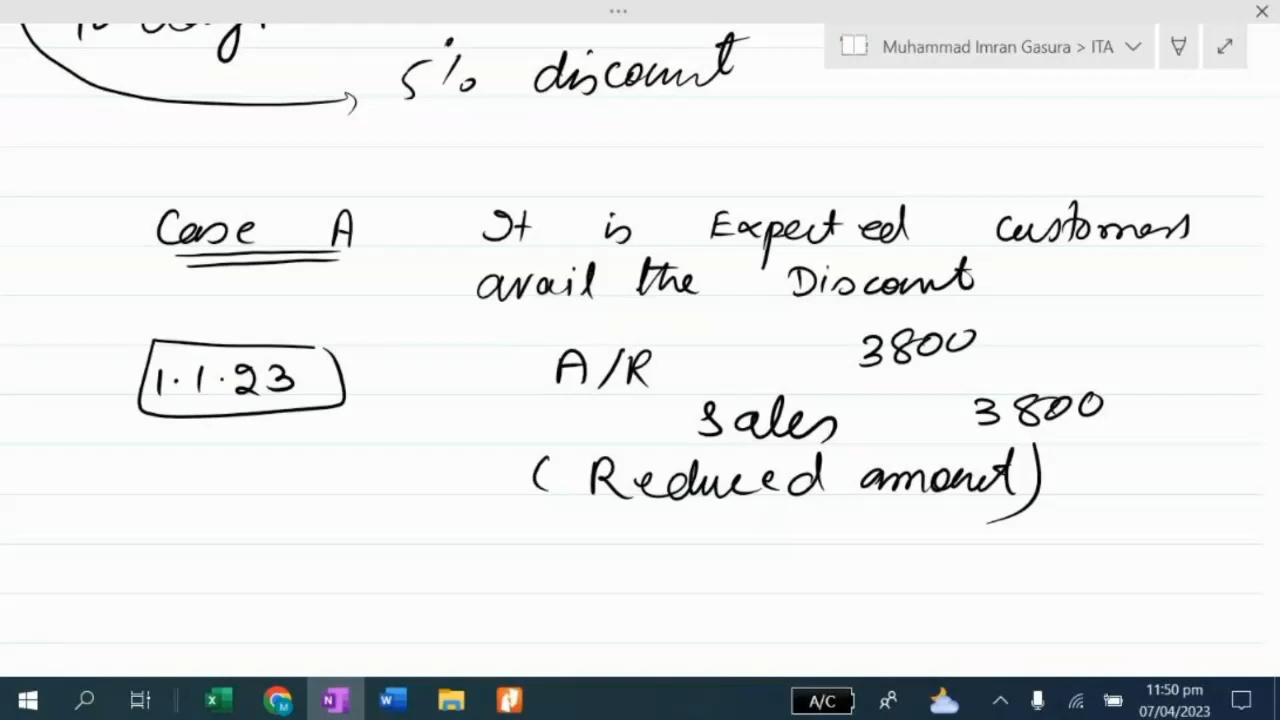 Muhammad Imran Gasura > ITA
5% discount
Case A It is Expected customers
avail the Discount
1.1.23 A/R 3800
Sales 3800
(Reduced amount)
A/C
11:50 pm
07/04/2023